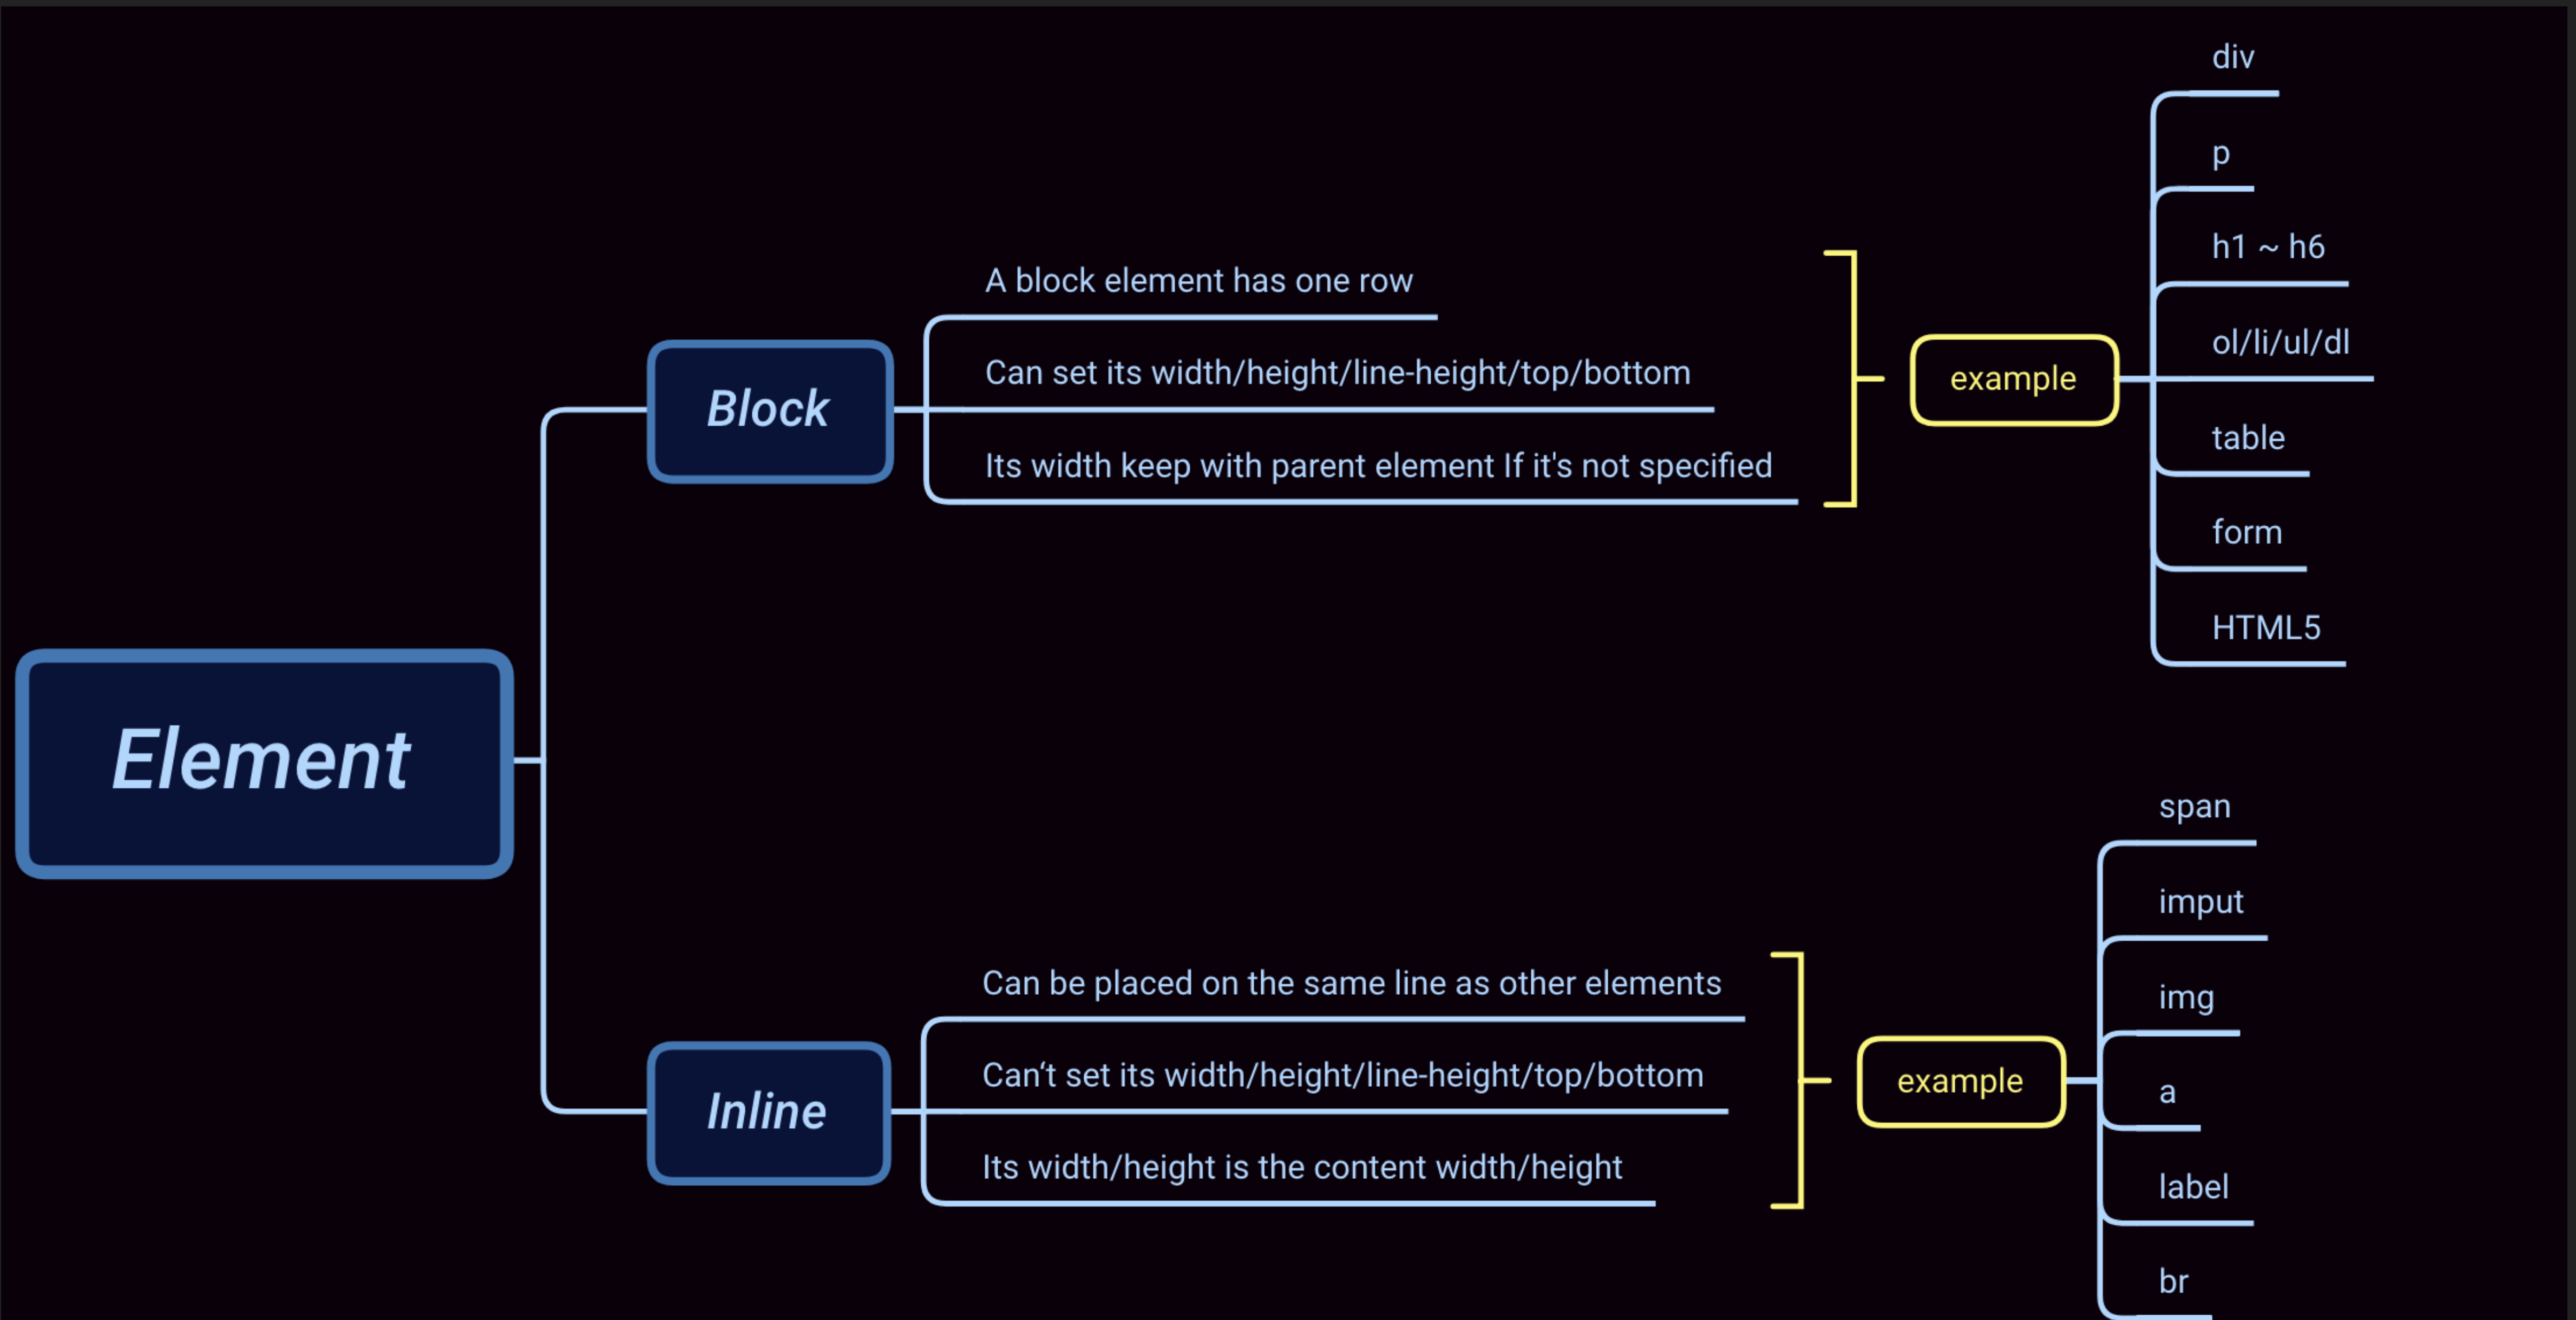 Element
Block
A block element has one row
Can set its width/height/line-height/top/bottom
Its width keep with parent element If it's not specified
example
div
p
h1 ~ h6
ol/li/ul/dl
table
form
HTML5
Inline
Can be placed on the same line as other elements
Can‘t set its width/height/line-height/top/bottom
Its width/height is the content width/height
example
span
imput
img
a
label
br